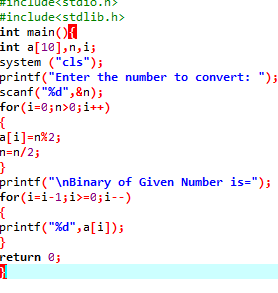 #include<stdio.h>
#include<stdlib.h>
int main(){
int a[10],n,i;
system ("cls");
printf("Enter the number to convert: ");
scanf("%d",&n);
for(i=0;n>0;i++)
{
a[i]=n%2;
n=n/2;
}
printf("\nBinary of Given Number is=");
for(i=i-1;i>=0;i--)
{
printf("%d",a[i]);
}
return 0;
}